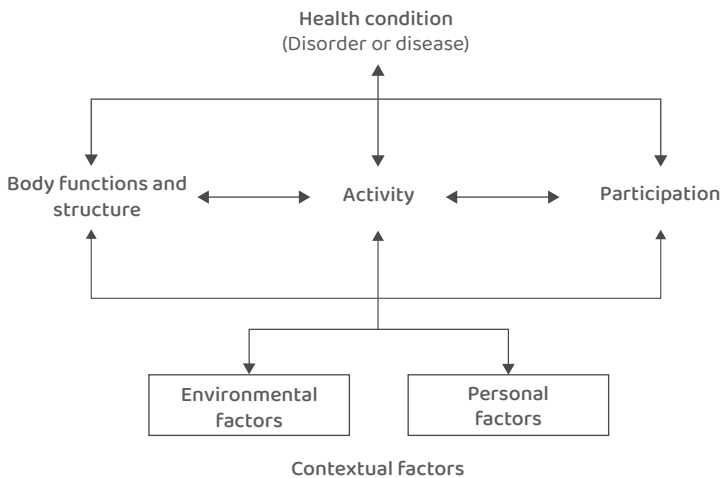 Health condition
(Disorder or disease)
Body functions and
structure
Activity
Participation
Environmental
factors
Personal
factors
Contextual factors